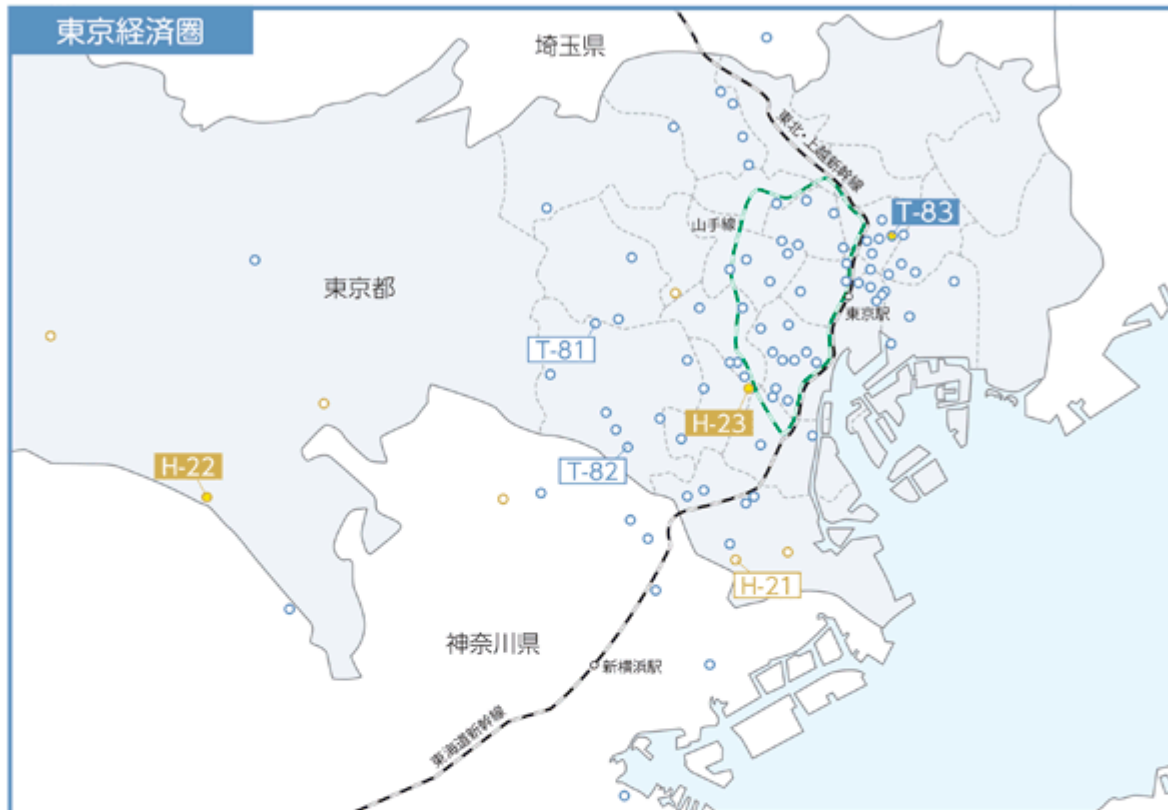 東京経済圏
埼玉県
東北・上越新幹線
T-83
山手線
東京都
東京駅
T-81
H-23
H-22
T-82
H-21
神奈川県
新横浜駅
東海道新幹線